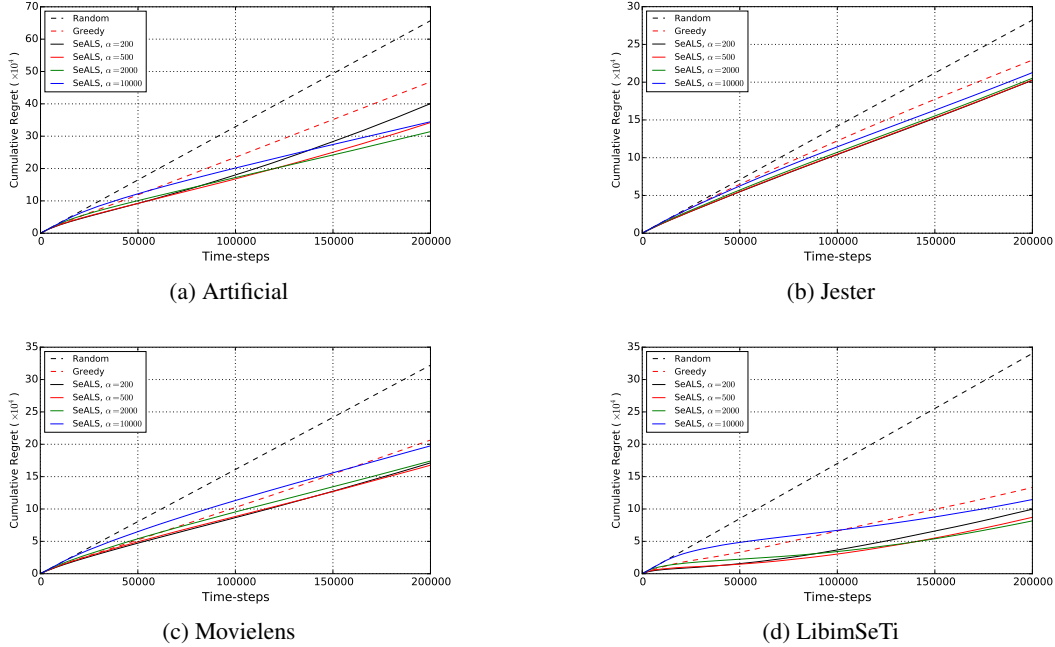 70
60
50
40
30
20
10
0
Cumulative Regret (×10⁴)
Random
Greedy
SeALS, α=200
SeALS, α=500
SeALS, α=2000
SeALS, α=10000
0 50000 100000 150000 200000
Time-steps
(a) Artificial
30
25
20
15
10
5
0
Cumulative Regret (×10⁴)
Random
Greedy
SeALS, α=200
SeALS, α=500
SeALS, α=2000
SeALS, α=10000
0 50000 100000 150000 200000
Time-steps
(b) Jester
35
30
25
20
15
10
5
0
Cumulative Regret (×10⁴)
Random
Greedy
SeALS, α=200
SeALS, α=500
SeALS, α=2000
SeALS, α=10000
0 50000 100000 150000 200000
Time-steps
(c) Movielens
35
30
25
20
15
10
5
0
Cumulative Regret (×10⁴)
Random
Greedy
SeALS, α=200
SeALS, α=500
SeALS, α=2000
SeALS, α=10000
0 50000 100000 150000 200000
Time-steps
(d) LibimSeTi